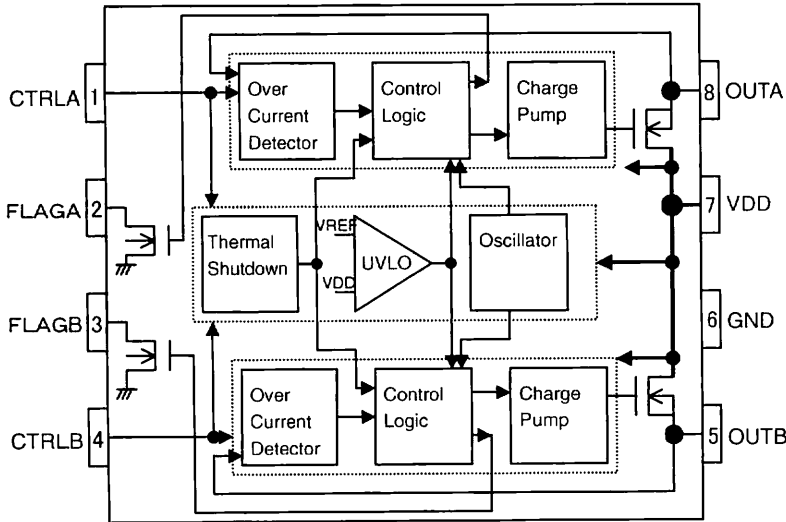 Over
Current
Detector
Control
Logic
Charge
Pump
CTRLA
1
8
OUTA
FLAGA
2
7
VDD
Thermal
Shutdown
VREF
VDD
UVLO
Oscillator
FLAGB
3
6
GND
Over
Current
Detector
Control
Logic
Charge
Pump
CTRLB
4
5
OUTB